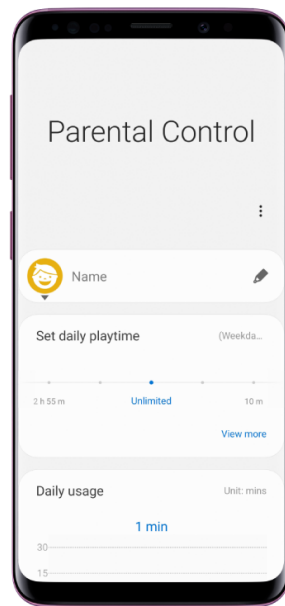 Parental Control
Name
Set daily playtime (Weekda...
2 h 55 m Unlimited 10 m
View more
Daily usage Unit: mins
1 min
30
15